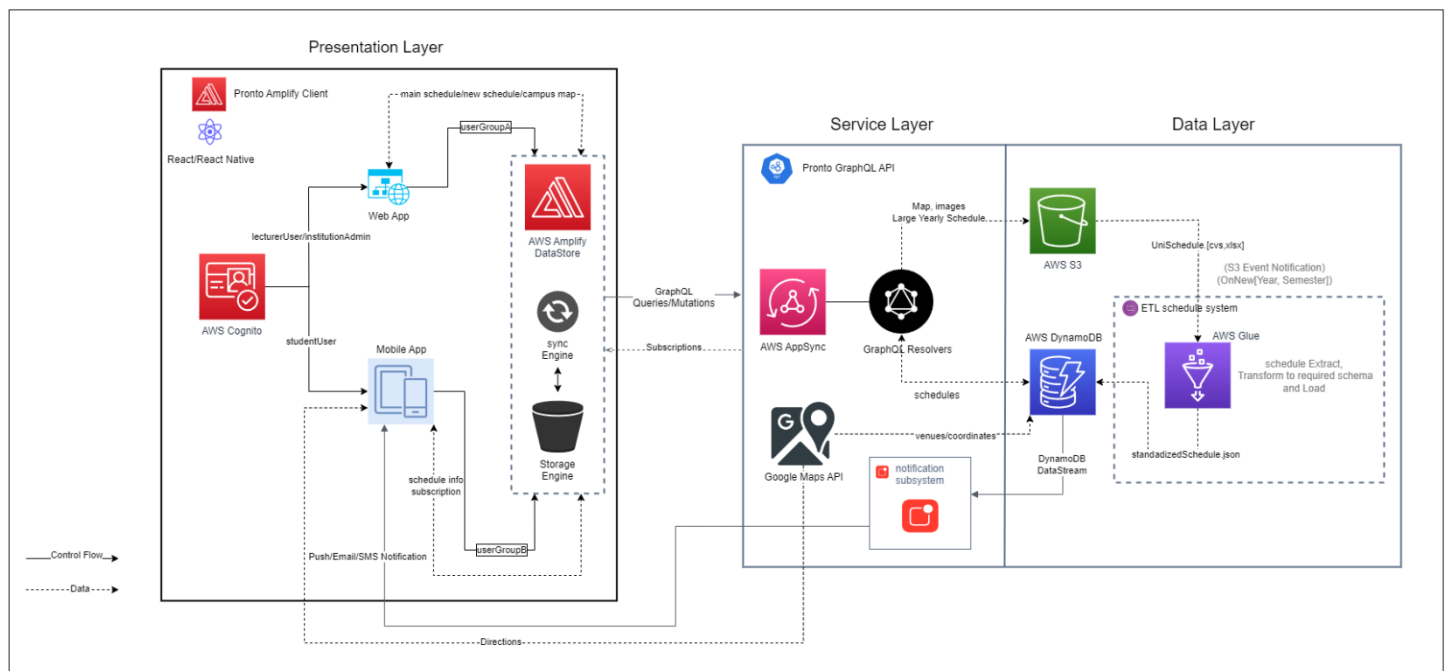 Presentation Layer
Pronto Amplify Client
React/React Native
main schedule/new schedule/campus map
userGroupA
Web App
lecturerUser/institutionAdmin
AWS Cognito
studentUser
Mobile App
AWS Amplify
DataStore
sync
Engine
Storage
Engine
schedule info
subscription
userGroupB
Push/Email/SMS Notification
Directions
Control Flow
Data
GraphQL
Queries/Mutations
Subscriptions
Service Layer
Pronto GraphQL API
Map, images
Large Yearly Schedule
AWS AppSync
GraphQL Resolvers
schedules
G
Google Maps API
venues/coordinates
notification
subsystem
Data Layer
AWS S3
UniSchedule.[cvs,xlsx]
(S3 Event Notification)
(OnNew[Year, Semester])
ETL schedule system
AWS DynamoDB
AWS Glue
schedule Extract,
Transform to required schema
and Load
standadizedSchedule.json
DynamoDB
DataStream